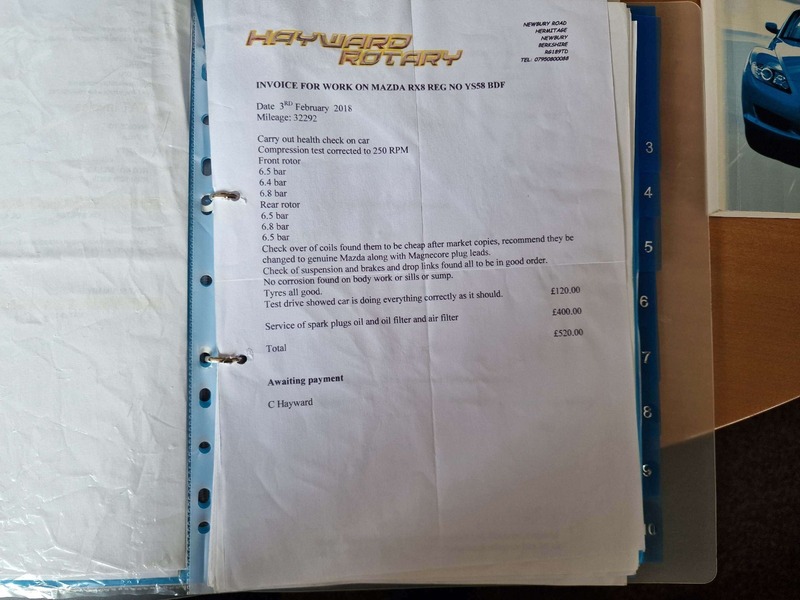 HAYWARD
ROTARY
NEWBURY ROAD
HERMITAGE
NEWBURY
BERKSHIRE
RG189TD
TEL: 07950800088
INVOICE FOR WORK ON MAZDA RX8 REG NO YS58 BDF
Date 3RD February 2018
Mileage: 32292
Carry out health check on car
Compression test corrected to 250 RPM
Front rotor
6.5 bar
6.4 bar
6.8 bar
Rear rotor
6.5 bar
6.8 bar
6.5 bar
Check over of coils found them to be cheap after market copies, recommend they be
changed to genuine Mazda along with Magnecore plug leads.
Check of suspension and brakes and drop links found all to be in good order.
No corrosion found on body work or sills or sump.
Tyres all good.
Test drive showed car is doing everything correctly as it should. £120.00
Service of spark plugs oil and oil filter and air filter £400.00
Total £520.00
Awaiting payment
C Hayward
3
4
5
6
7
8
9
10